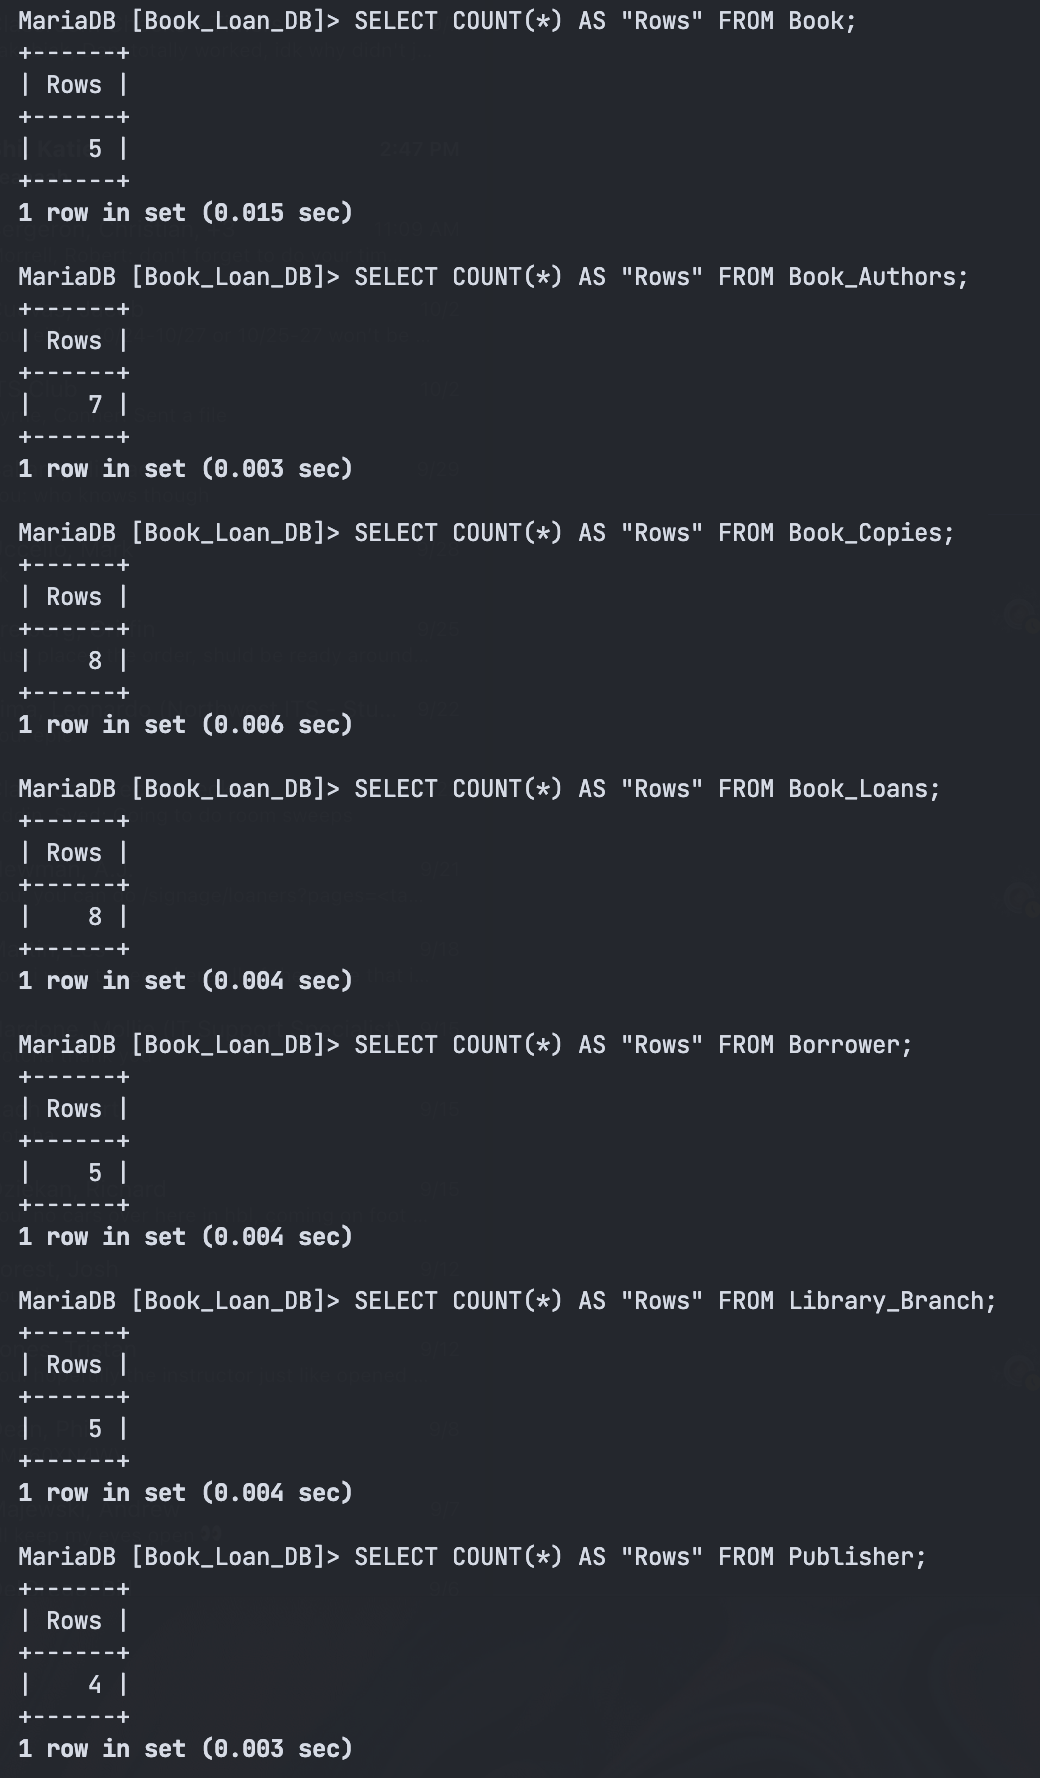 MariaDB [Book_Loan_DB]> SELECT COUNT(*) AS "Rows" FROM Book;
+------+
| Rows |
+------+
|    5 |
+------+
1 row in set (0.015 sec)

MariaDB [Book_Loan_DB]> SELECT COUNT(*) AS "Rows" FROM Book_Authors;
+------+
| Rows |
+------+
|    7 |
+------+
1 row in set (0.003 sec)

MariaDB [Book_Loan_DB]> SELECT COUNT(*) AS "Rows" FROM Book_Copies;
+------+
| Rows |
+------+
|    8 |
+------+
1 row in set (0.006 sec)

MariaDB [Book_Loan_DB]> SELECT COUNT(*) AS "Rows" FROM Book_Loans;
+------+
| Rows |
+------+
|    8 |
+------+
1 row in set (0.004 sec)

MariaDB [Book_Loan_DB]> SELECT COUNT(*) AS "Rows" FROM Borrower;
+------+
| Rows |
+------+
|    5 |
+------+
1 row in set (0.004 sec)

MariaDB [Book_Loan_DB]> SELECT COUNT(*) AS "Rows" FROM Library_Branch;
+------+
| Rows |
+------+
|    5 |
+------+
1 row in set (0.004 sec)

MariaDB [Book_Loan_DB]> SELECT COUNT(*) AS "Rows" FROM Publisher;
+------+
| Rows |
+------+
|    4 |
+------+
1 row in set (0.003 sec)